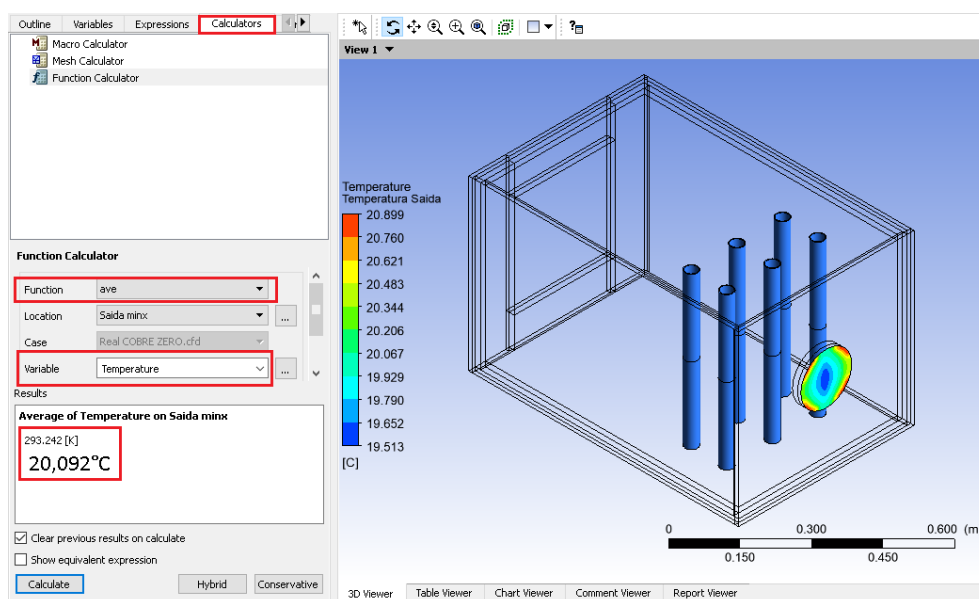 Outline Variables Expressions Calculators
Macro Calculator
Mesh Calculator
Function Calculator
Function Calculator
Function ave
Location Saida minx ...
Case Real COBRE ZERO.cfd
Variable Temperature ...
Results
Average of Temperature on Saida minx
293.242 [K]
20,092°C
Clear previous results on calculate
Show equivalent expression
Calculate Hybrid Conservative
View 1
Temperature
Temperatura Saida
20.899
20.760
20.621
20.483
20.344
20.206
20.067
19.929
19.790
19.652
19.513
[C]
0 0.300 0.600 (m
0.150 0.450
3D Viewer Table Viewer Chart Viewer Comment Viewer Report Viewer